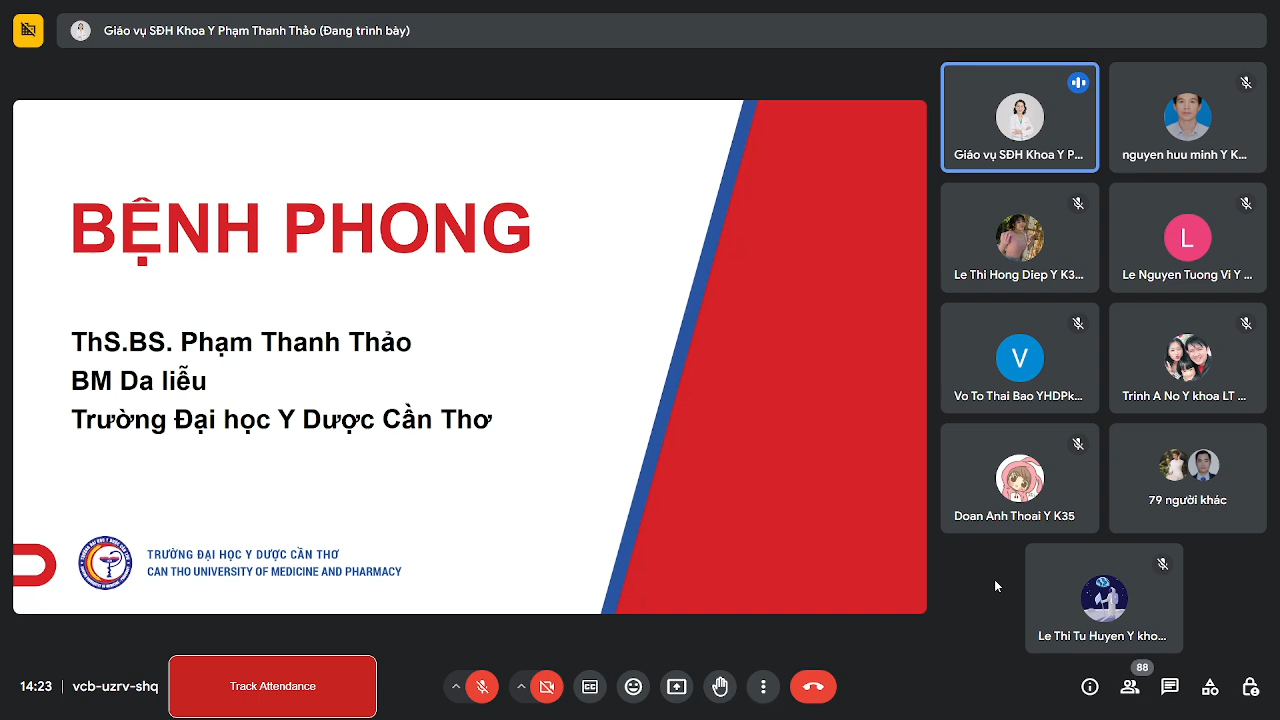 Giáo vụ SĐH Khoa Y Phạm Thanh Thảo (Đang trình bày)
BỆNH PHONG
ThS.BS. Phạm Thanh Thảo
BM Da liễu
Trường Đại học Y Dược Cần Thơ
TRƯỜNG ĐẠI HỌC Y DƯỢC CẦN THƠ
CAN THO UNIVERSITY OF MEDICINE AND PHARMACY
Giáo vụ SĐH Khoa Y P...
nguyen huu minh Y K...
Le Thi Hong Diep Y K3...
Le Nguyen Tuong Vi Y ...
L
V
Vo To Thai Bao YHDPk...
Trinh A No Y khoa LT ...
Doan Anh Thoai Y K35
79 người khác
Le Thi Tu Huyen Y kho...
14:23
vcb-uzrv-shq
Track Attendance
88